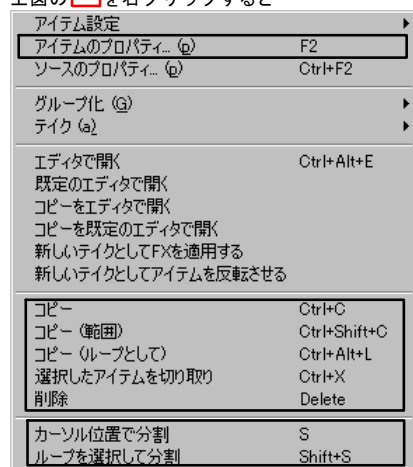 上図の を右クリックすると
アイテム設定
アイテムのプロパティ... (p) F2
ソースのプロパティ... (p) Ctrl+F2
グループ化 (G)
テイク (a)
エディタで開く Ctrl+Alt+E
既定のエディタで開く
コピーをエディタで開く
コピーを既定のエディタで開く
新しいテイクとしてFXを適用する
新しいテイクとしてアイテムを反転させる
コピー Ctrl+C
コピー (範囲) Ctrl+Shift+C
コピー (ループとして) Ctrl+Alt+L
選択したアイテムを切り取り Ctrl+X
削除 Delete
カーソル位置で分割 S
ループを選択して分割 Shift+S